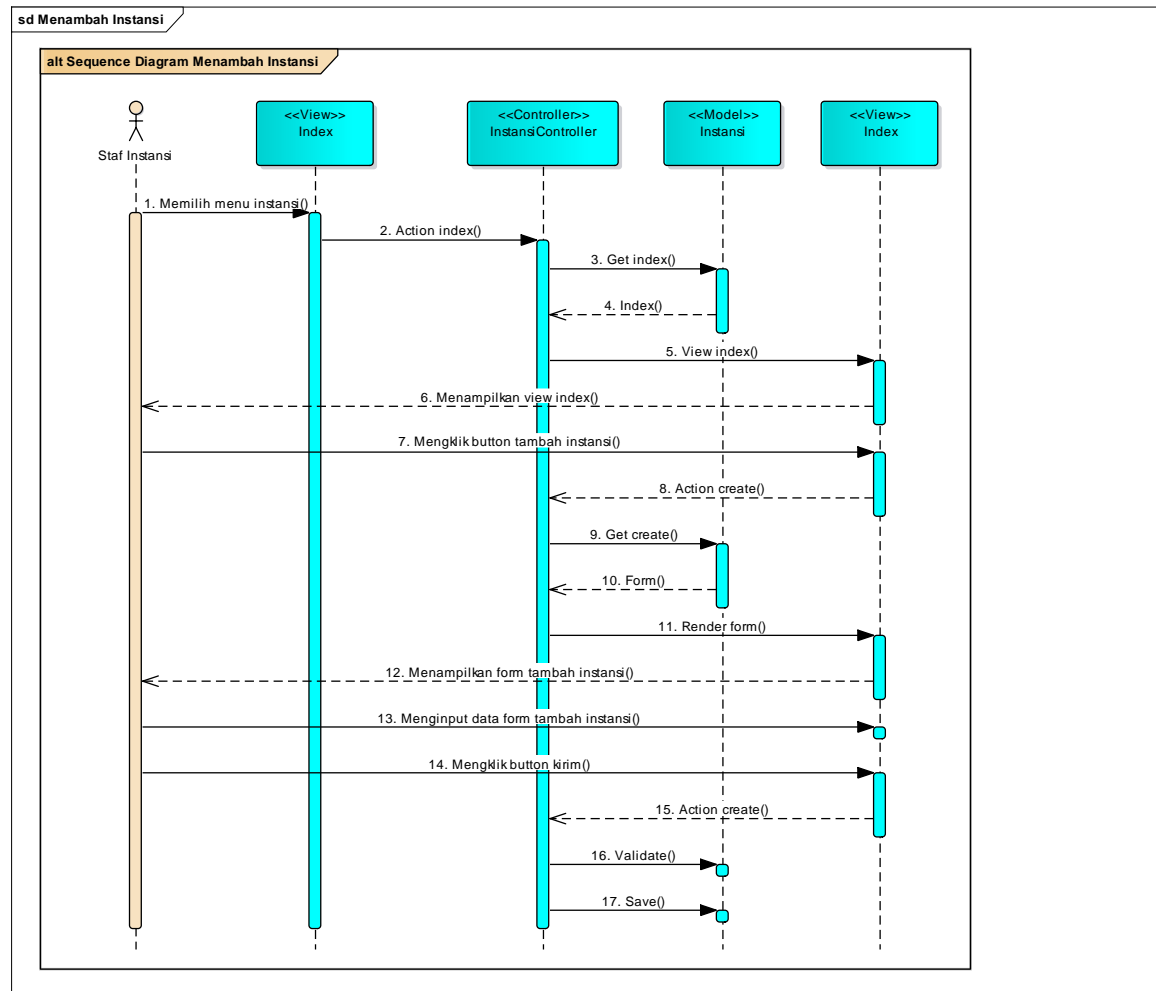 sd Menambah Instansi
alt Sequence Diagram Menambah Instansi
Staf Instansi
<<View>>
Index
<<Controller>>
InstansiController
<<Model>>
Instansi
<<View>>
Index
1. Memilih menu instansi()
2. Action index()
3. Get index()
4. Index()
5. View index()
6. Menampilkan view index()
7. Mengklik button tambah instansi()
8. Action create()
9. Get create()
10. Form()
11. Render form()
12. Menampilkan form tambah instansi()
13. Menginput data form tambah instansi()
14. Mengklik button kirim()
15. Action create()
16. Validate()
17. Save()